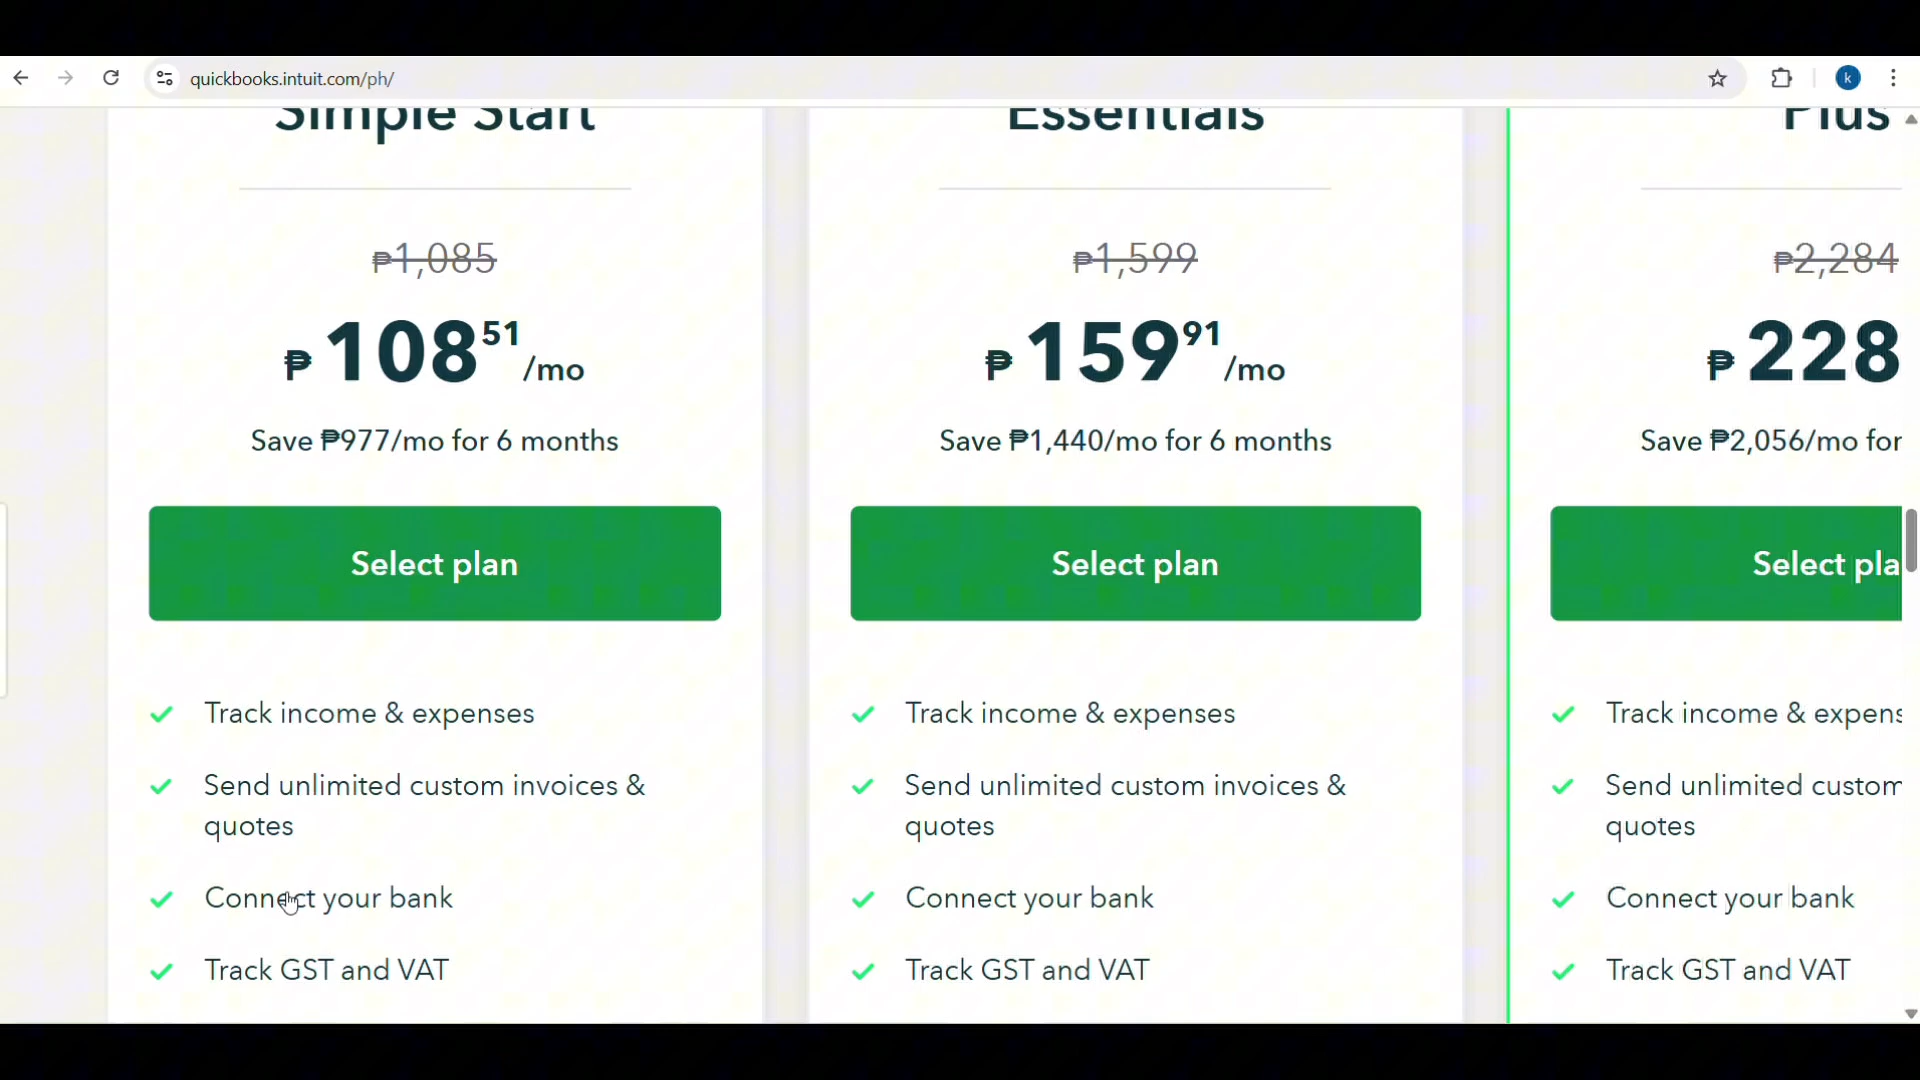 quickbooks.intuit.com/ph/
k
Simple Start
Essentials
Plus
₱1,085
₱1,599
₱2,284
₱ 108 51 /mo
₱ 159 91 /mo
₱ 228
Save ₱977/mo for 6 months
Save ₱1,440/mo for 6 months
Save ₱2,056/mo for
Select plan
Select plan
Select pla
Track income & expenses
Send unlimited custom invoices &
quotes
Connect your bank
Track GST and VAT
Track income & expenses
Send unlimited custom invoices &
quotes
Connect your bank
Track GST and VAT
Track income & expens
Send unlimited custom
quotes
Connect your bank
Track GST and VAT